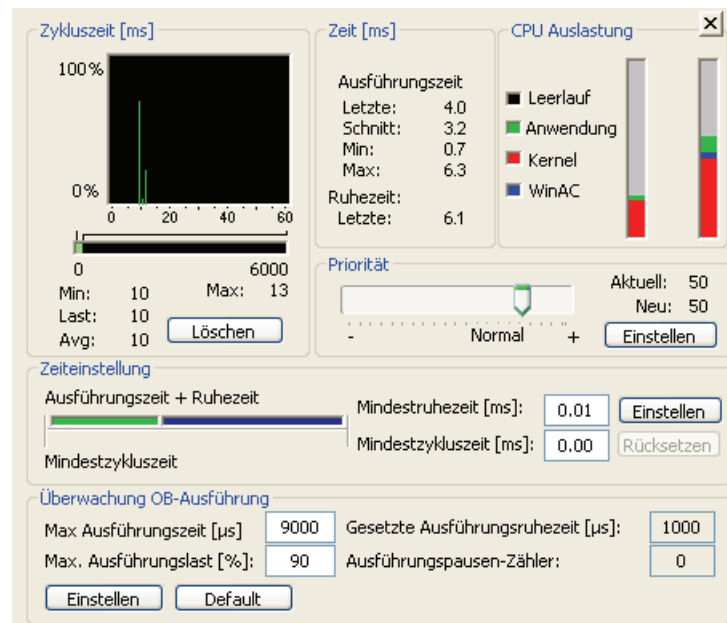 Zykluszeit [ms]
100%
0%
0 20 40 60
0 6000
Min: 10 Max: 13
Last: 10
Avg: 10
Löschen
Zeit [ms]
Ausführungszeit
Letzte: 4.0
Schnitt: 3.2
Min: 0.7
Max: 6.3
Ruhezeit:
Letzte: 6.1
CPU Auslastung
Leerlauf
Anwendung
Kernel
WinAC
Priorität
- Normal +
Aktuell: 50
Neu: 50
Einstellen
Zeiteinstellung
Ausführungszeit + Ruhezeit
Mindestzykluszeit
Mindestruhezeit [ms]: 0.01 Einstellen
Mindestzykluszeit [ms]: 0.00 Rücksetzen
Überwachung OB-Ausführung
Max Ausführungszeit [µs] 9000 Gesetzte Ausführungsruhezeit [µs]: 1000
Max. Ausführungslast [%]: 90 Ausführungspausen-Zähler: 0
Einstellen Default